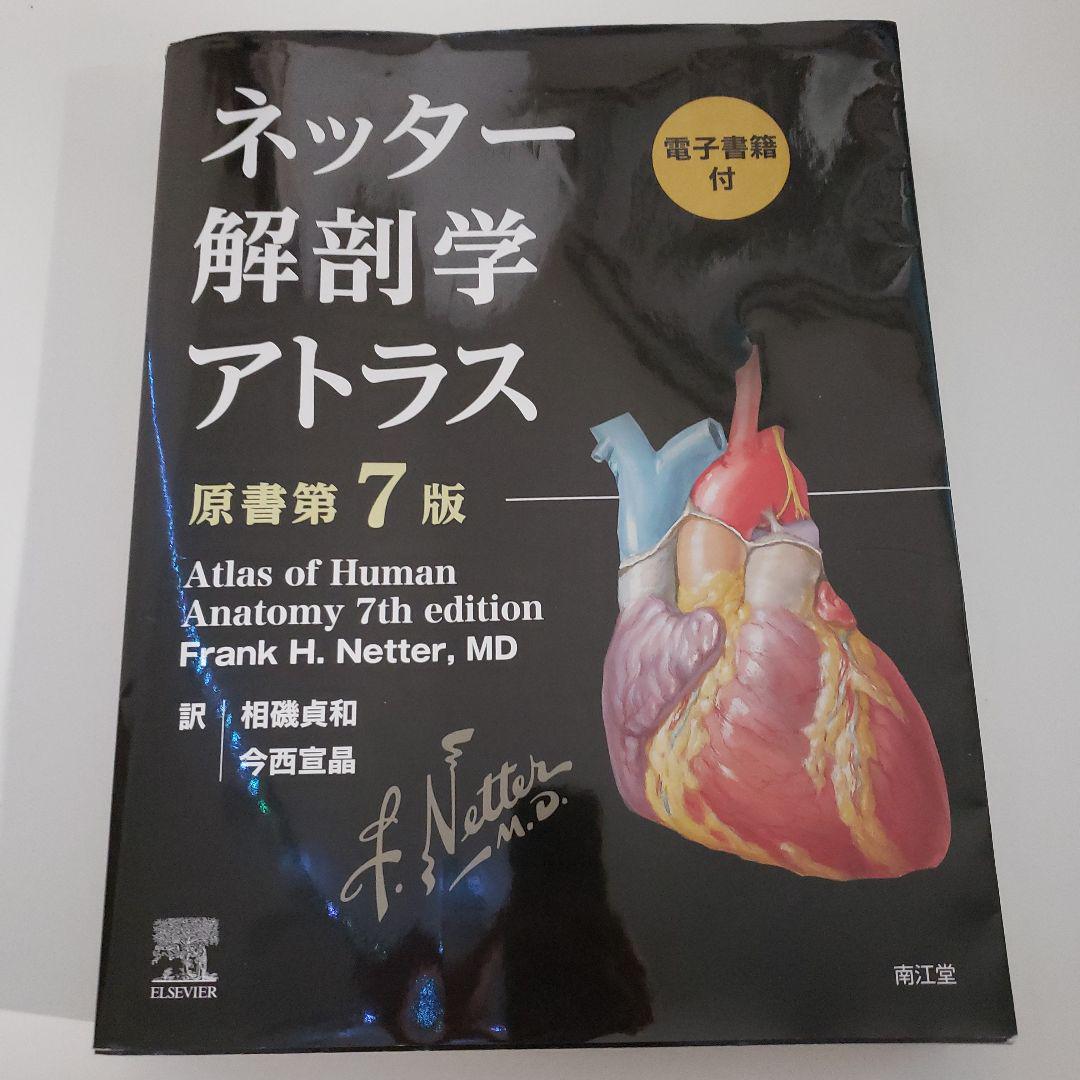 ネッター
解剖学
アトラス
電子書籍
付
原書第7版
Atlas of Human
Anatomy 7th edition
Frank H. Netter, MD
訳 相磯貞和
今西宣晶
F. Netter
M.D.
ELSEVIER
南江堂